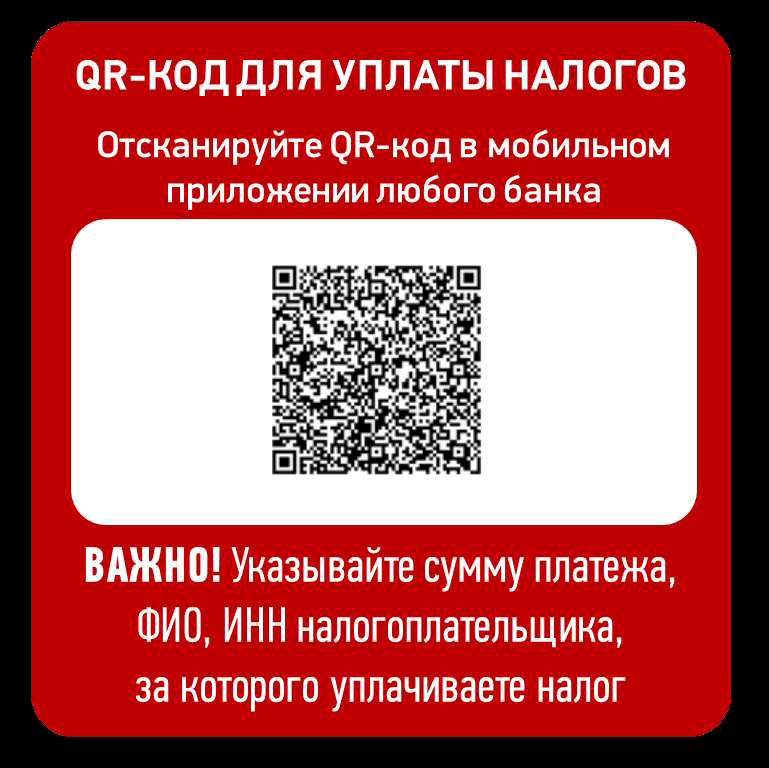 QR-КОД ДЛЯ УПЛАТЫ НАЛОГОВ
Отсканируйте QR-код в мобильном
приложении любого банка
ВАЖНО! Указывайте сумму платежа,
ФИО, ИНН налогоплательщика,
за которого уплачиваете налог